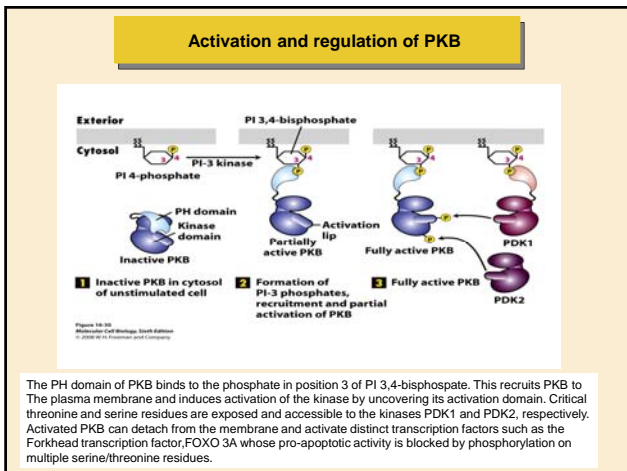 Activation and regulation of PKB
Exterior
Cytosol
PI 3,4-bisphosphate
P
3 4
PI 4-phosphate
PI-3 kinase
P
3 4
P
P
3 4
P
P
3 4
P
PH domain
Kinase
domain
Inactive PKB
Activation
lip
Partially
active PKB
P
P
Fully active PKB
PDK1
PDK2
1 Inactive PKB in cytosol
of unstimulated cell
2 Formation of
PI-3 phosphates,
recruitment and partial
activation of PKB
3 Fully active PKB
Figure 16-30
Molecular Cell Biology, Sixth Edition
© 2008 W.H. Freeman and Company
The PH domain of PKB binds to the phosphate in position 3 of PI 3,4-bisphospate. This recruits PKB to
The plasma membrane and induces activation of the kinase by uncovering its activation domain. Critical
threonine and serine residues are exposed and accessible to the kinases PDK1 and PDK2, respectively.
Activated PKB can detach from the membrane and activate distinct transcription factors such as the
Forkhead transcription factor,FOXO 3A whose pro-apoptotic activity is blocked by phosphorylation on
multiple serine/threonine residues.